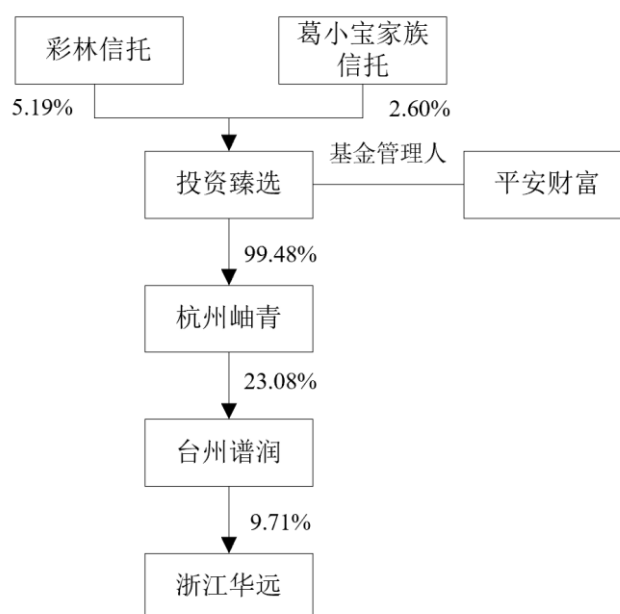 彩林信托
葛小宝家族
信托
5.19%
2.60%
基金管理人
投资臻选
平安财富
99.48%
杭州岫青
23.08%
台州谱润
9.71%
浙江华远